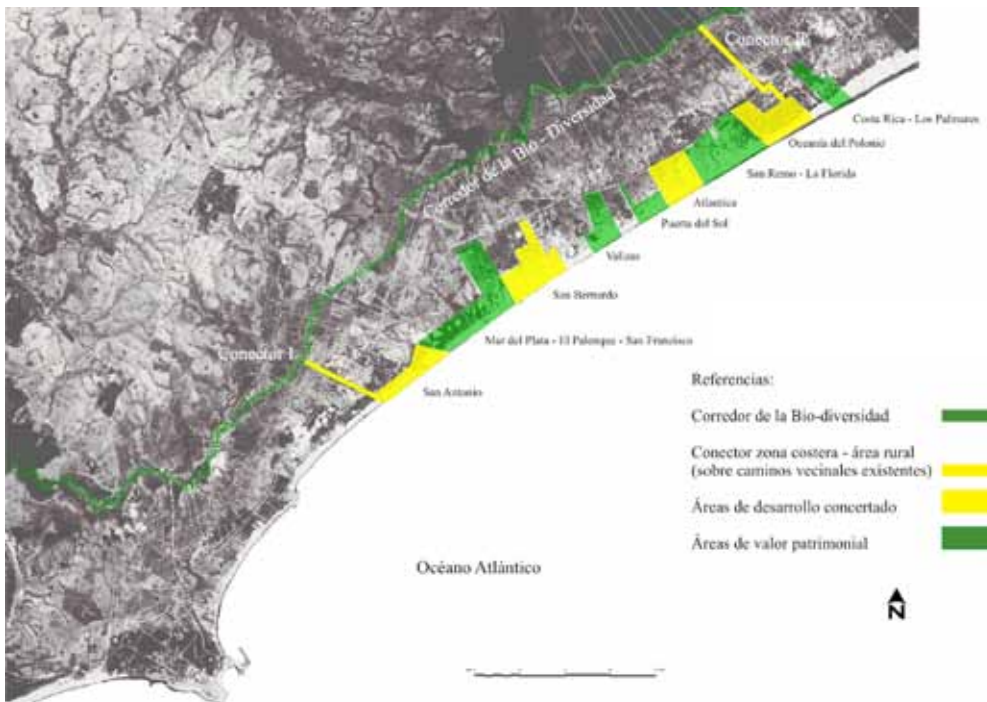 Conector II
Corredor de la Bio - Diversidad
Costa Rica - Los Palmares
Oceanía del Polonio
San Remo - La Florida
Atlantica
Puerta del Sol
Valizas
San Bernardo
Mar del Plata - El Palenque - San Francisco
Conector I
San Antonio
Referencias:
Corredor de la Bio-diversidad
Conector zona costera - área rural
(sobre caminos vecinales existentes)
Áreas de desarrollo concertado
Áreas de valor patrimonial
Océano Atlántico
N